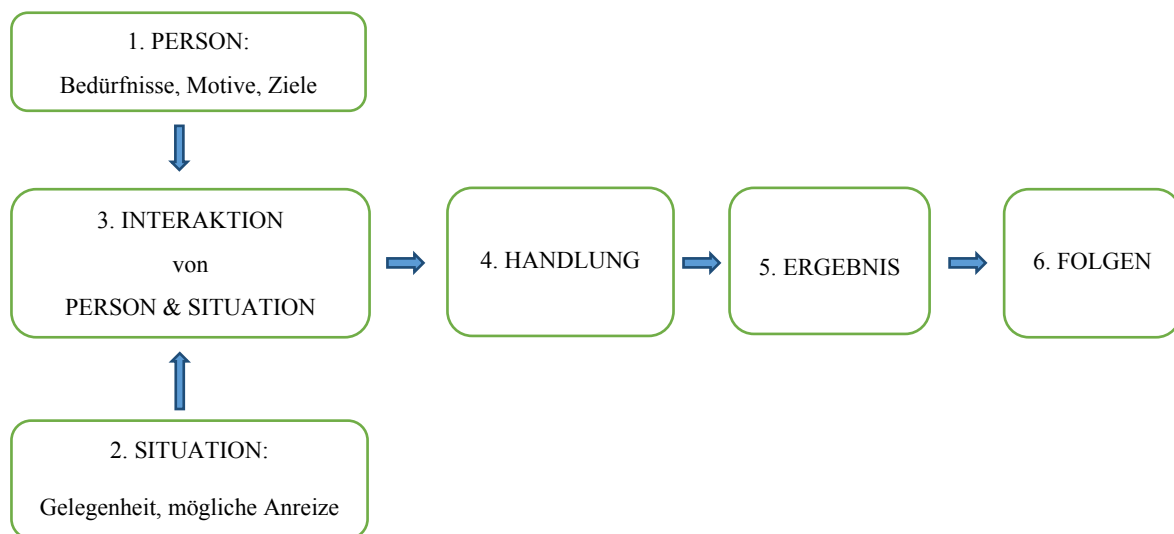 1. PERSON:
Bedürfnisse, Motive, Ziele
3. INTERAKTION
von
PERSON & SITUATION
4. HANDLUNG
5. ERGEBNIS
6. FOLGEN
2. SITUATION:
Gelegenheit, mögliche Anreize